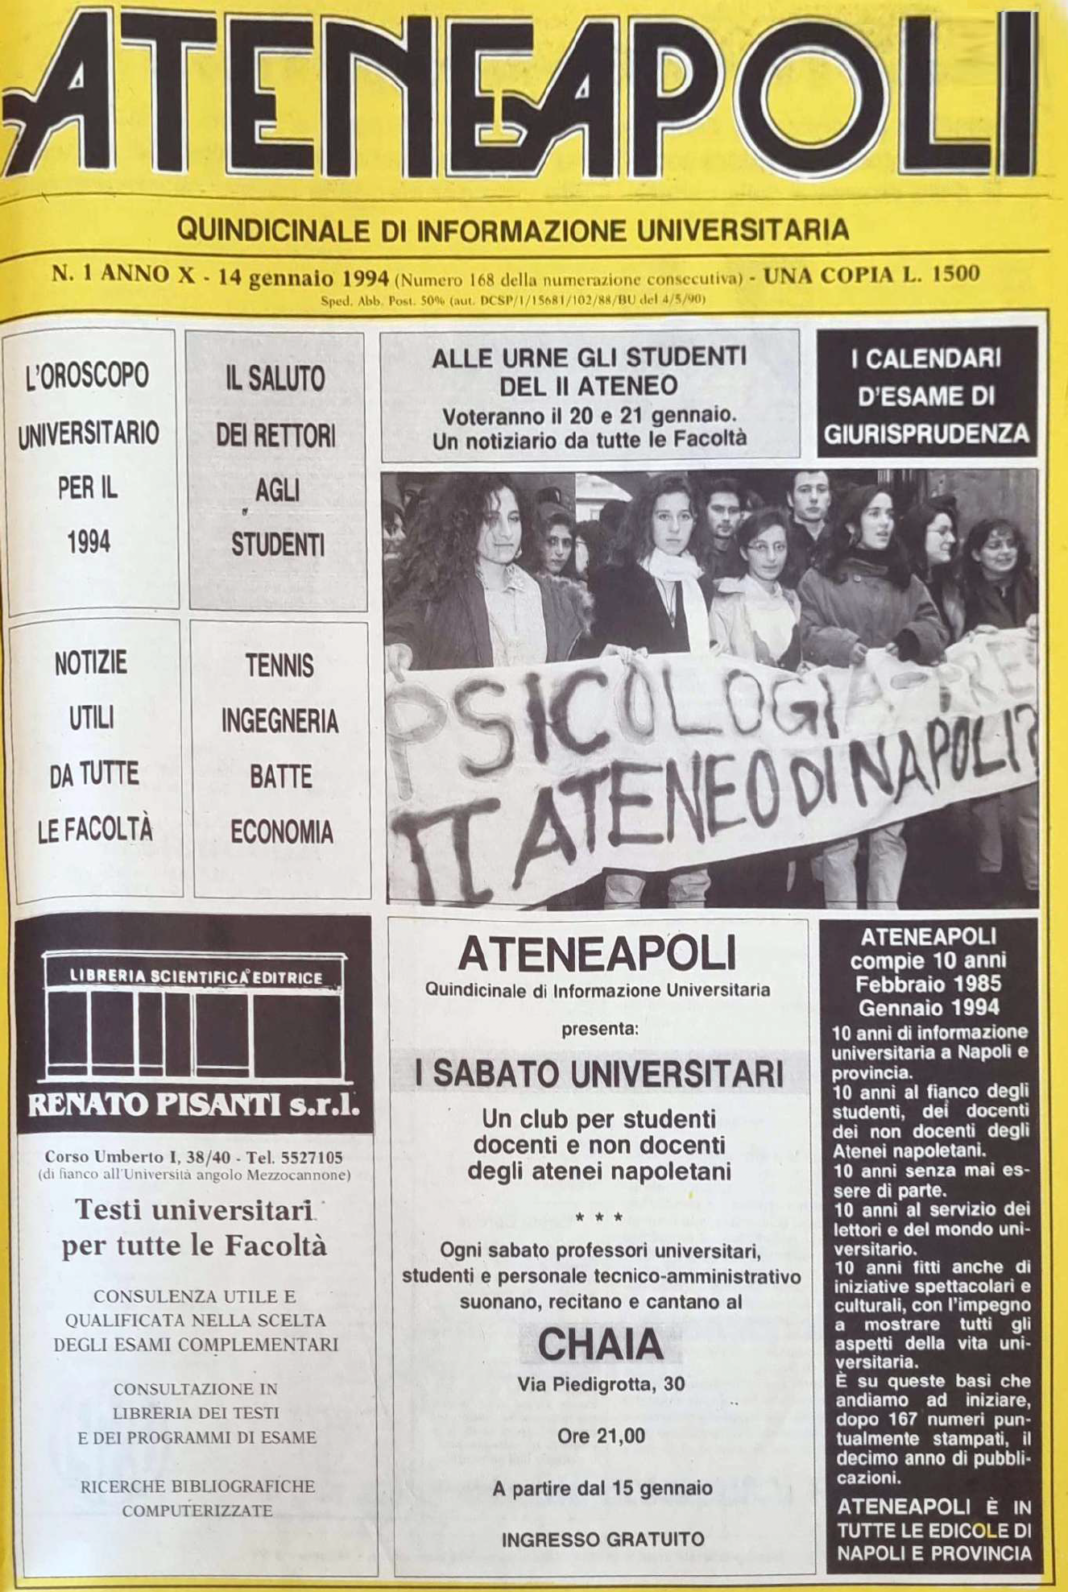 ATENEAPOLI
QUINDICINALE DI INFORMAZIONE UNIVERSITARIA
N. 1 ANNO X - 14 gennaio 1994 (Numero 168 della numerazione consecutiva) - UNA COPIA L. 1500
Sped. Abb. Post. 50% (aut. DCSP/1/15681/102/88/BU del 4/5/90)
L'OROSCOPO
UNIVERSITARIO
PER IL
1994
IL SALUTO
DEI RETTORI
AGLI
STUDENTI
ALLE URNE GLI STUDENTI
DEL II ATENEO
Voteranno il 20 e 21 gennaio.
Un notiziario da tutte le Facoltà
I CALENDARI
D'ESAME DI
GIURISPRUDENZA
NOTIZIE
UTILI
DA TUTTE
LE FACOLTÀ
TENNIS
INGEGNERIA
BATTE
ECONOMIA
PSICOLOGI
II ATENEO DI NAPOLI?
LIBRERIA SCIENTIFICA EDITRICE
RENATO PISANTI s.r.l.
Corso Umberto I, 38/40 - Tel. 5527105
(di fianco all'Università angolo Mezzocannone)
Testi universitari
per tutte le Facoltà
CONSULENZA UTILE E
QUALIFICATA NELLA SCELTA
DEGLI ESAMI COMPLEMENTARI
CONSULTAZIONE IN
LIBRERIA DEI TESTI
E DEI PROGRAMMI DI ESAME
RICERCHE BIBLIOGRAFICHE
COMPUTERIZZATE
ATENEAPOLI
Quindicinale di Informazione Universitaria
presenta:
I SABATO UNIVERSITARI
Un club per studenti
docenti e non docenti
degli atenei napoletani
* * *
Ogni sabato professori universitari,
studenti e personale tecnico-amministrativo
suonano, recitano e cantano al
CHAIA
Via Piedigrotta, 30
Ore 21,00
A partire dal 15 gennaio
INGRESSO GRATUITO
ATENEAPOLI
compie 10 anni
Febbraio 1985
Gennaio 1994
10 anni di informazione
universitaria a Napoli e
provincia.
10 anni al fianco degli
studenti, dei docenti
dei non docenti degli
Atenei napoletani.
10 anni senza mai es-
sere di parte.
10 anni al servizio dei
lettori e del mondo uni-
versitario.
10 anni fitti anche di
iniziative spettacolari e
culturali, con l'impegno
a mostrare tutti gli
aspetti della vita uni-
versitaria.
È su queste basi che
andiamo ad iniziare,
dopo 167 numeri pun-
tualmente stampati, il
decimo anno di pubbli-
cazioni.
ATENEAPOLI È IN
TUTTE LE EDICOLE DI
NAPOLI E PROVINCIA